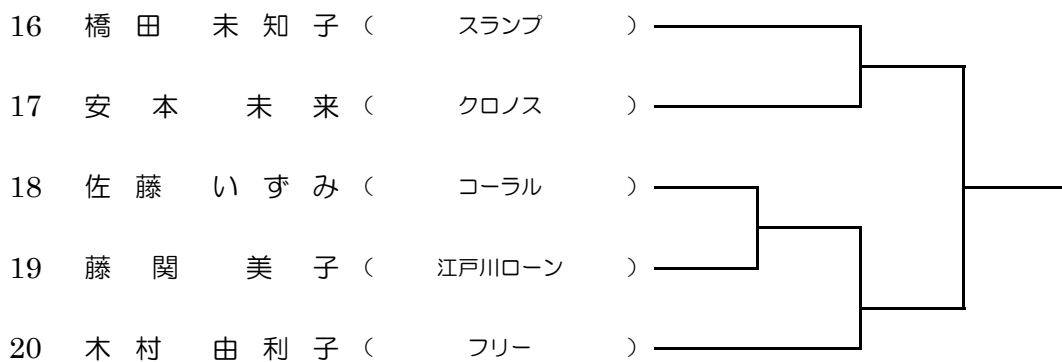 16 橋田 未知子 ( スランプ )
17 安本 未来 ( クロノス )
18 佐藤 いずみ ( コーラル )
19 藤関 美子 ( 江戸川ローン )
20 木村 由利子 ( フリー )